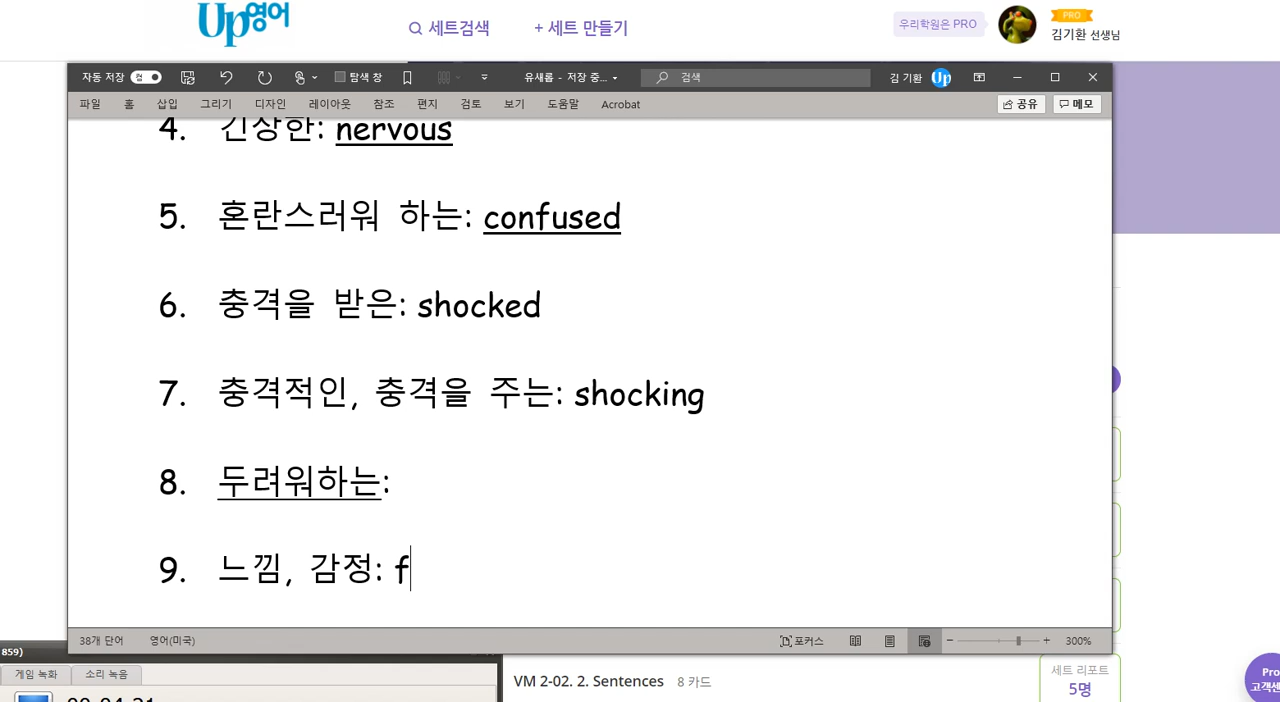 Up영어
세트검색
+ 세트 만들기
우리학원은 PRO
PRO
김기환 선생님
자동 저장
컴
탐색 창
유새롬 - 저장 중...
검색
김 기환
Up
파일 홈 삽입 그리기 디자인 레이아웃 참조 편지 검토 보기 도움말 Acrobat
공유 메모
4. 긴장한: nervous
5. 혼란스러워 하는: confused
6. 충격을 받은: shocked
7. 충격적인, 충격을 주는: shocking
8. 두려워하는:
9. 느낌, 감정: f
38개 단어 영어(미국) 포커스 300%
859)
게임 녹화 소리 녹음
VM 2-02. 2. Sentences 8 카드
세트 리포트
5명
Pro